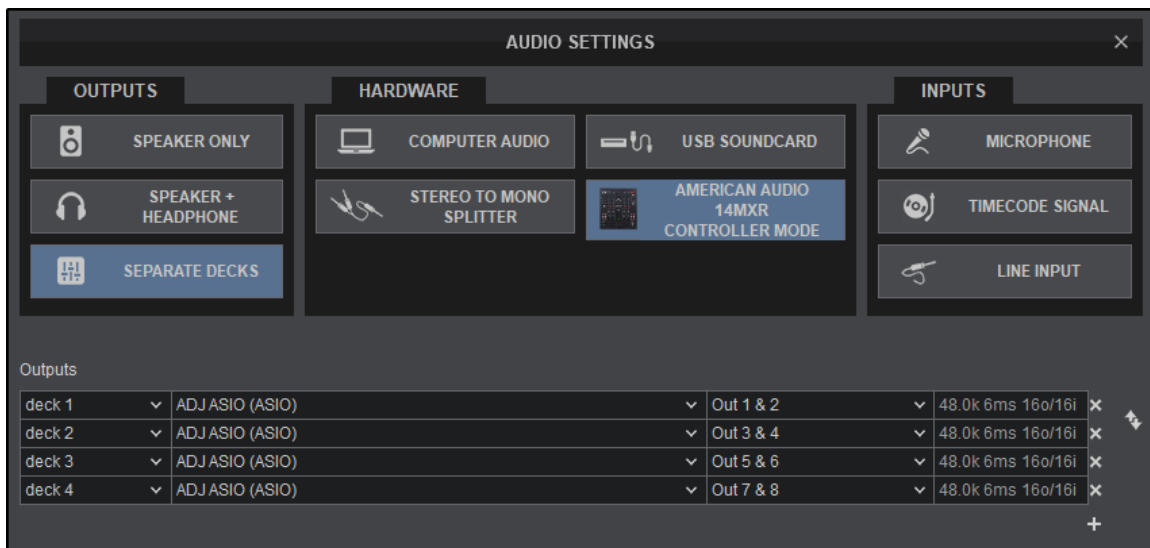 AUDIO SETTINGS
OUTPUTS
HARDWARE
INPUTS
SPEAKER ONLY
COMPUTER AUDIO
USB SOUNDCARD
MICROPHONE
SPEAKER +
HEADPHONE
STEREO TO MONO
SPLITTER
AMERICAN AUDIO
14MXR
CONTROLLER MODE
TIMECODE SIGNAL
SEPARATE DECKS
LINE INPUT
Outputs
deck 1 ADJ ASIO (ASIO) Out 1 & 2 48.0k 6ms 16o/16i
deck 2 ADJ ASIO (ASIO) Out 3 & 4 48.0k 6ms 16o/16i
deck 3 ADJ ASIO (ASIO) Out 5 & 6 48.0k 6ms 16o/16i
deck 4 ADJ ASIO (ASIO) Out 7 & 8 48.0k 6ms 16o/16i